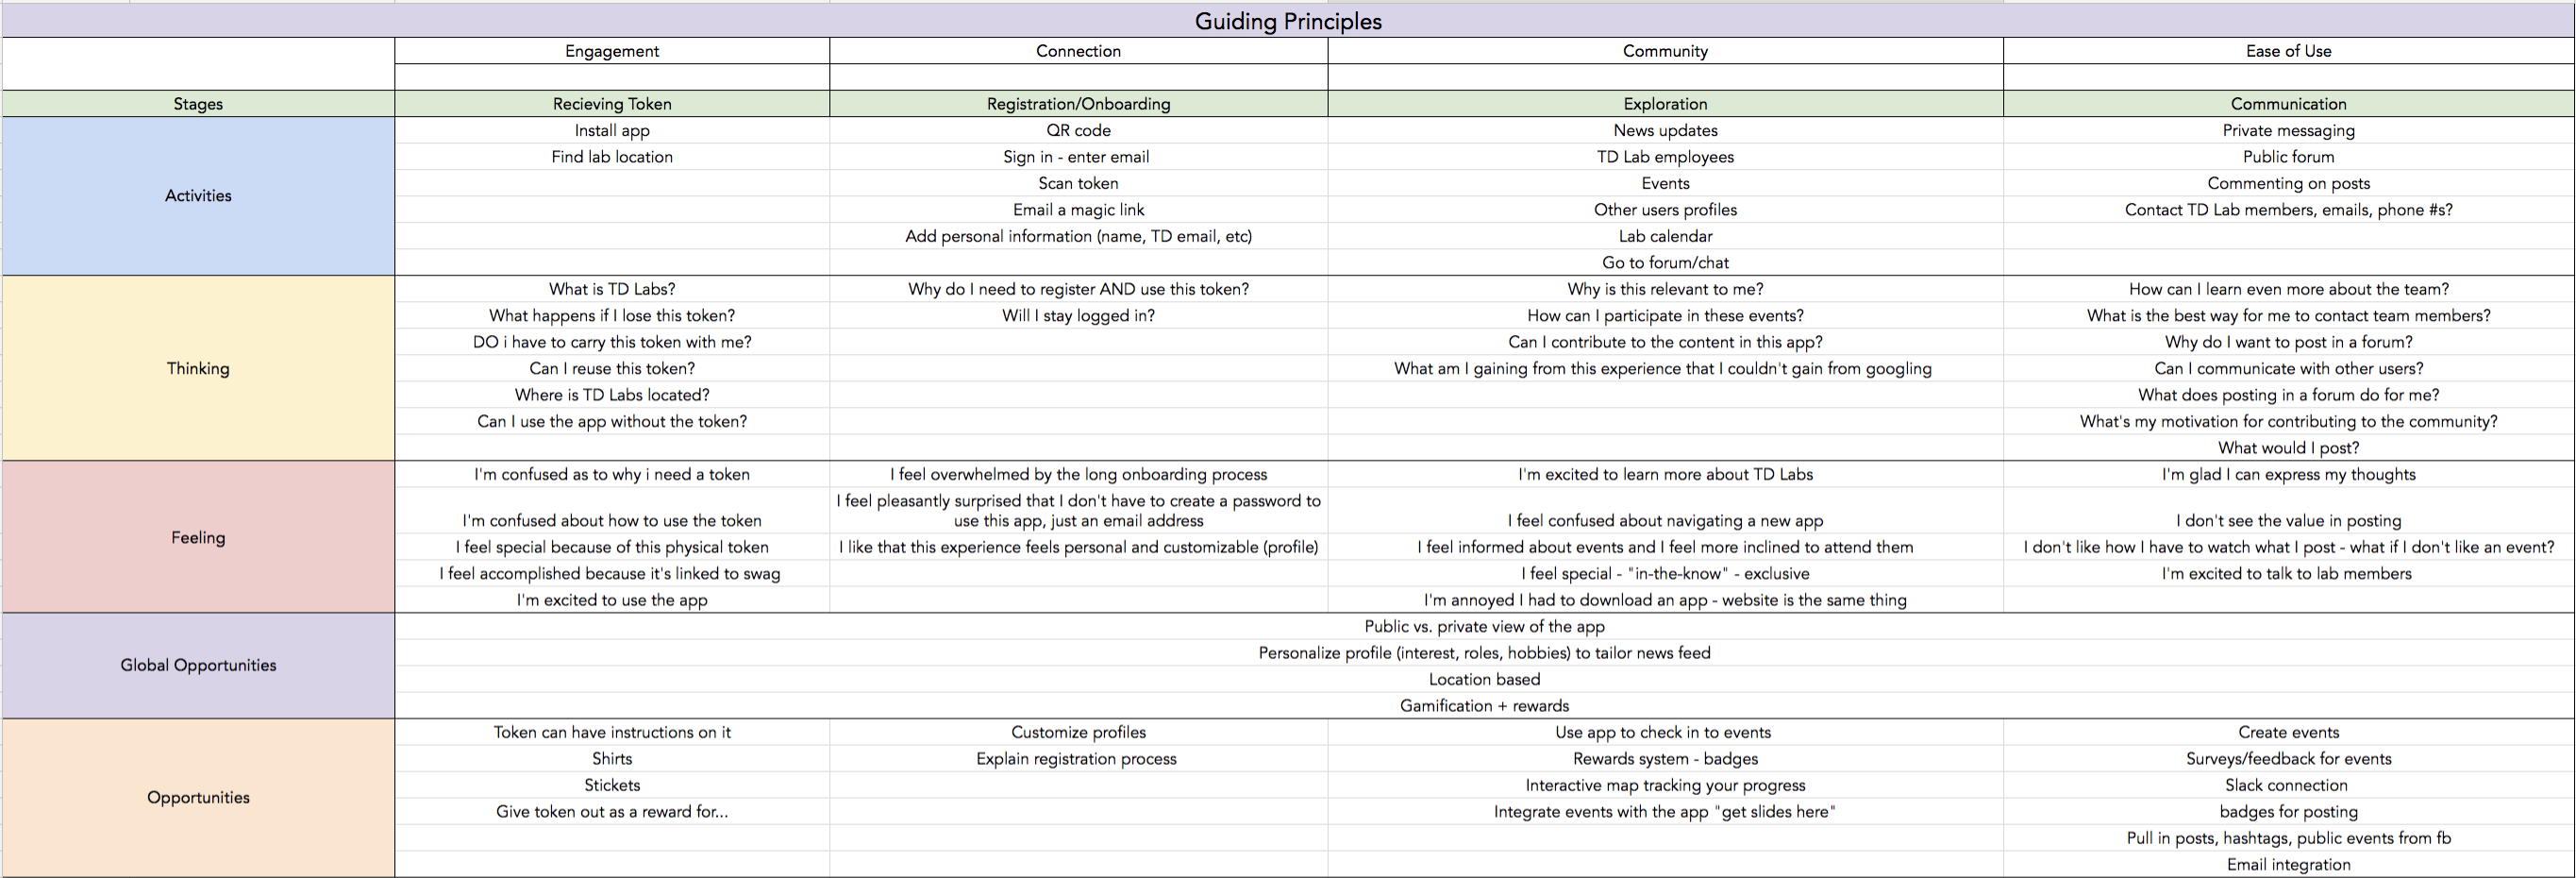 Guiding Principles
Engagement Connection Community Ease of Use
Stages Recieving Token Registration/Onboarding Exploration Communication
Activities
Install app QR code News updates Private messaging
Find lab location Sign in - enter email TD Lab employees Public forum
Scan token Events Commenting on posts
Email a magic link Other users profiles Contact TD Lab members, emails, phone #s?
Add personal information (name, TD email, etc) Lab calendar
Go to forum/chat
Thinking
What is TD Labs? Why do I need to register AND use this token? Why is this relevant to me? How can I learn even more about the team?
What happens if I lose this token? Will I stay logged in? How can I participate in these events? What is the best way for me to contact team members?
DO i have to carry this token with me? Can I contribute to the content in this app? Why do I want to post in a forum?
Can I reuse this token? What am I gaining from this experience that I couldn't gain from googling Can I communicate with other users?
Where is TD Labs located? What does posting in a forum do for me?
Can I use the app without the token? What's my motivation for contributing to the community?
What would I post?
Feeling
I'm confused as to why i need a token I feel overwhelmed by the long onboarding process I'm excited to learn more about TD Labs I'm glad I can express my thoughts
I feel pleasantly surprised that I don't have to create a password to
I'm confused about how to use the token use this app, just an email address I feel confused about navigating a new app I don't see the value in posting
I feel special because of this physical token I like that this experience feels personal and customizable (profile) I feel informed about events and I feel more inclined to attend them I don't like how I have to watch what I post - what if I don't like an event?
I feel accomplished because it's linked to swag I feel special - "in-the-know" - exclusive I'm excited to talk to lab members
I'm excited to use the app I'm annoyed I had to download an app - website is the same thing
Global Opportunities
Public vs. private view of the app
Personalize profile (interest, roles, hobbies) to tailor news feed
Location based
Gamification + rewards
Opportunities
Token can have instructions on it Customize profiles Use app to check in to events Create events
Shirts Explain registration process Rewards system - badges Surveys/feedback for events
Stickets Interactive map tracking your progress Slack connection
Give token out as a reward for... Integrate events with the app "get slides here" badges for posting
Pull in posts, hashtags, public events from fb
Email integration